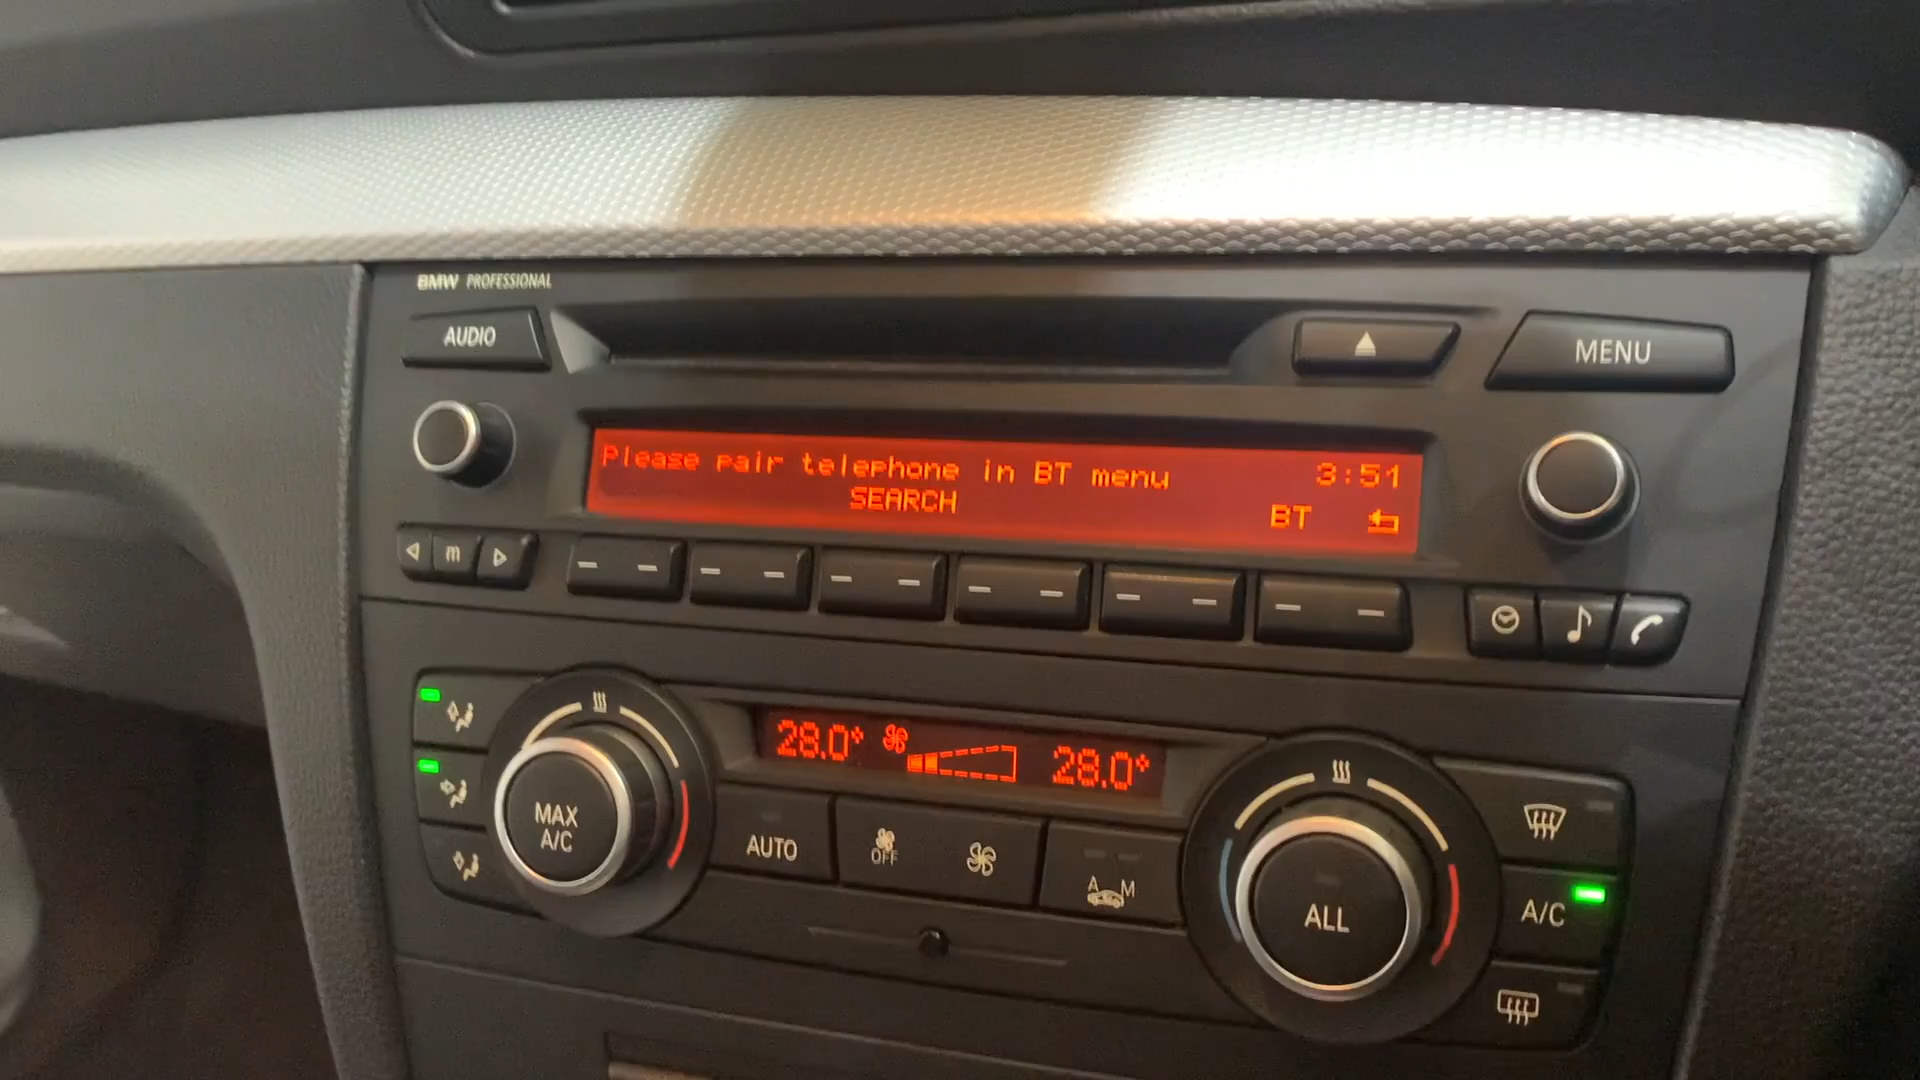 BMW PROFESSIONAL
AUDIO
MENU
Please pair telephone in BT menu 3:51
SEARCH BT
m
28.0° 28.0°
MAX
A/C
AUTO
OFF
A M
ALL
A/C